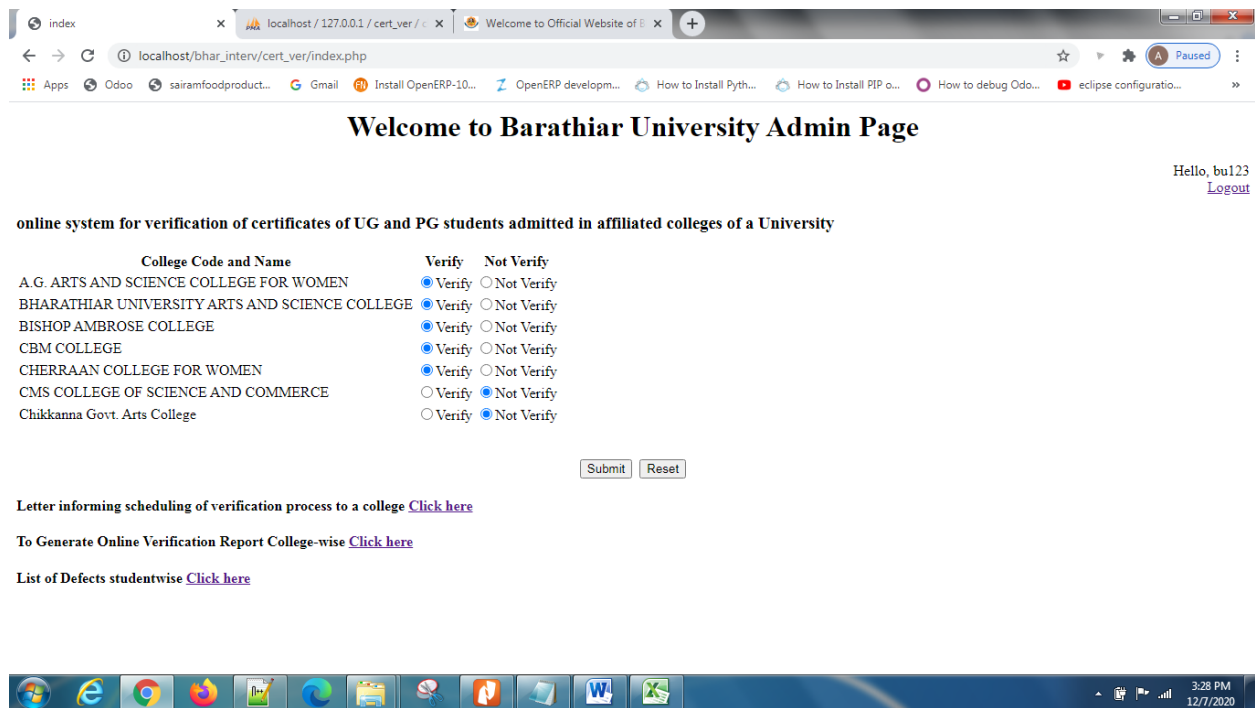 index
localhost / 127.0.0.1 / cert_ver / c
Welcome to Official Website of B
localhost/bhar_interv/cert_ver/index.php
A Paused
Apps Odoo sairamfoodproduct... Gmail Install OpenERP-10... OpenERP developm... How to Install Pyth... How to Install PIP o... How to debug Odo... eclipse configuratio... »
Welcome to Barathiar University Admin Page
Hello, bu123
Logout
online system for verification of certificates of UG and PG students admitted in affiliated colleges of a University
College Code and Name Verify Not Verify
A.G. ARTS AND SCIENCE COLLEGE FOR WOMEN Verify Not Verify
BHARATHIAR UNIVERSITY ARTS AND SCIENCE COLLEGE Verify Not Verify
BISHOP AMBROSE COLLEGE Verify Not Verify
CBM COLLEGE Verify Not Verify
CHERRAAN COLLEGE FOR WOMEN Verify Not Verify
CMS COLLEGE OF SCIENCE AND COMMERCE Verify Not Verify
Chikkanna Govt. Arts College Verify Not Verify
Submit Reset
Letter informing scheduling of verification process to a college Click here
To Generate Online Verification Report College-wise Click here
List of Defects studentwise Click here
3:28 PM
12/7/2020